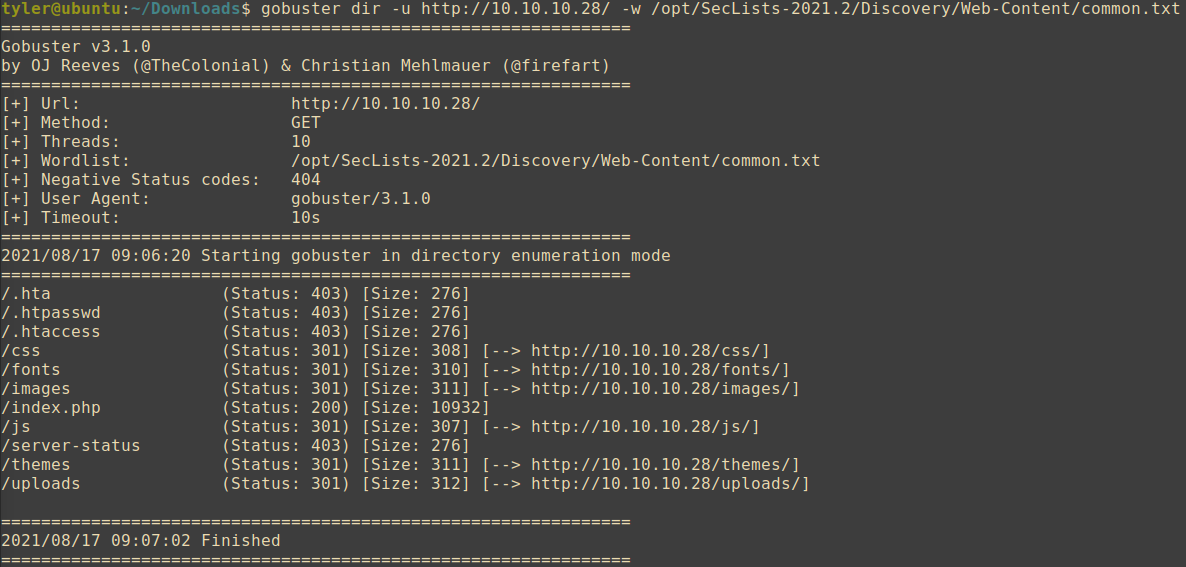 tyler@ubuntu:~/Downloads$ gobuster dir -u http://10.10.10.28/ -w /opt/SecLists-2021.2/Discovery/Web-Content/common.txt
===============================================================
Gobuster v3.1.0
by OJ Reeves (@TheColonial) & Christian Mehlmauer (@firefart)
===============================================================
[+] Url:                     http://10.10.10.28/
[+] Method:                  GET
[+] Threads:                 10
[+] Wordlist:                /opt/SecLists-2021.2/Discovery/Web-Content/common.txt
[+] Negative Status codes:   404
[+] User Agent:              gobuster/3.1.0
[+] Timeout:                 10s
===============================================================
2021/08/17 09:06:20 Starting gobuster in directory enumeration mode
===============================================================
/.hta                 (Status: 403) [Size: 276]
/.htpasswd            (Status: 403) [Size: 276]
/.htaccess            (Status: 403) [Size: 276]
/css                  (Status: 301) [Size: 308] [--> http://10.10.10.28/css/]
/fonts                (Status: 301) [Size: 310] [--> http://10.10.10.28/fonts/]
/images               (Status: 301) [Size: 311] [--> http://10.10.10.28/images/]
/index.php            (Status: 200) [Size: 10932]
/js                   (Status: 301) [Size: 307] [--> http://10.10.10.28/js/]
/server-status        (Status: 403) [Size: 276]
/themes               (Status: 301) [Size: 311] [--> http://10.10.10.28/themes/]
/uploads              (Status: 301) [Size: 312] [--> http://10.10.10.28/uploads/]
===============================================================
2021/08/17 09:07:02 Finished
===============================================================